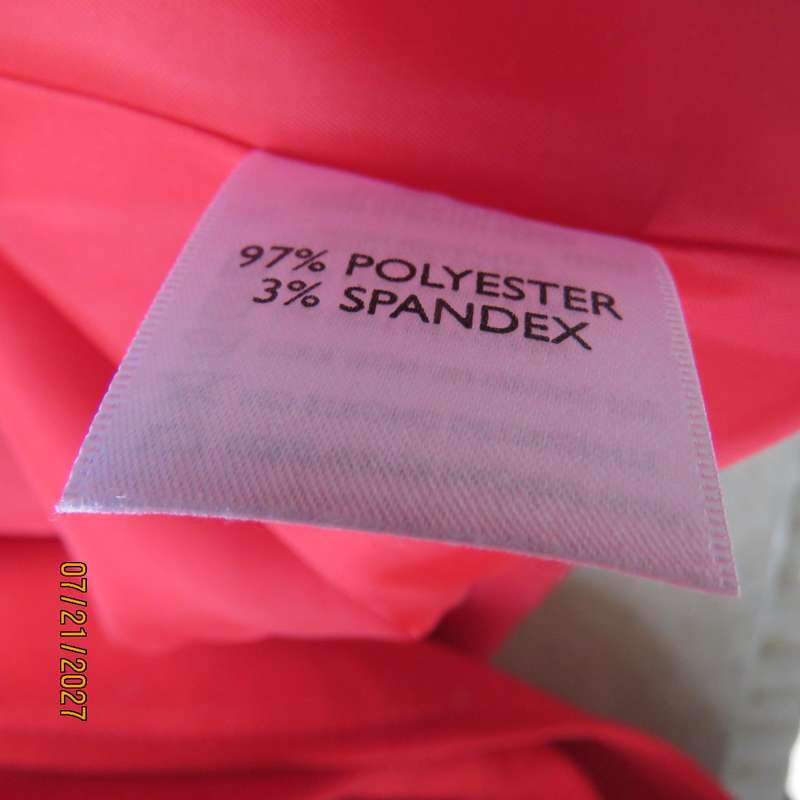 97% POLYESTER
3% SPANDEX
07/21/2027